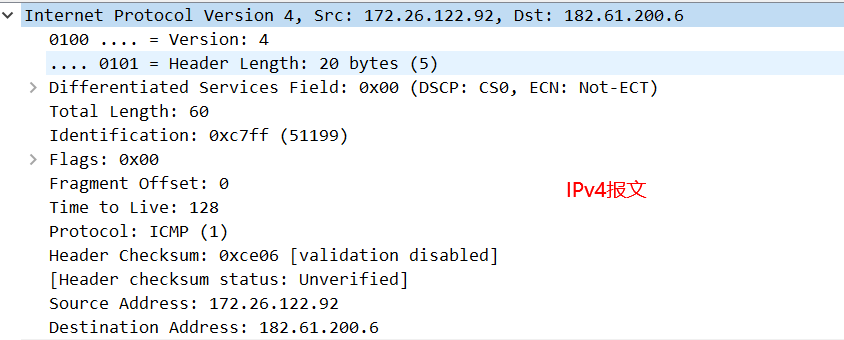 Internet Protocol Version 4, Src: 172.26.122.92, Dst: 182.61.200.6
0100 .... = Version: 4
.... 0101 = Header Length: 20 bytes (5)
Differentiated Services Field: 0x00 (DSCP: CS0, ECN: Not-ECT)
Total Length: 60
Identification: 0xc7ff (51199)
Flags: 0x00
Fragment Offset: 0
IPv4报文
Time to Live: 128
Protocol: ICMP (1)
Header Checksum: 0xce06 [validation disabled]
[Header checksum status: Unverified]
Source Address: 172.26.122.92
Destination Address: 182.61.200.6